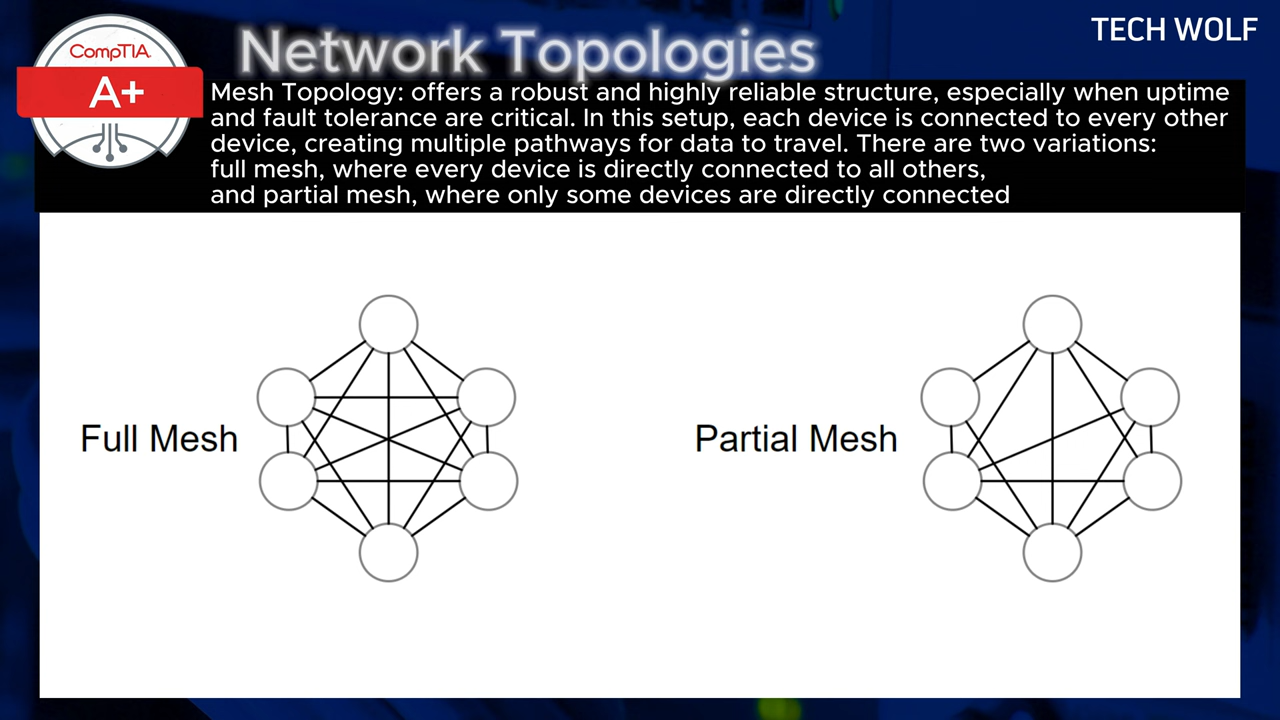 CompTIA.
A+
Network Topologies
TECH WOLF
Mesh Topology: offers a robust and highly reliable structure, especially when uptime
and fault tolerance are critical. In this setup, each device is connected to every other
device, creating multiple pathways for data to travel. There are two variations:
full mesh, where every device is directly connected to all others,
and partial mesh, where only some devices are directly connected
Full Mesh
Partial Mesh